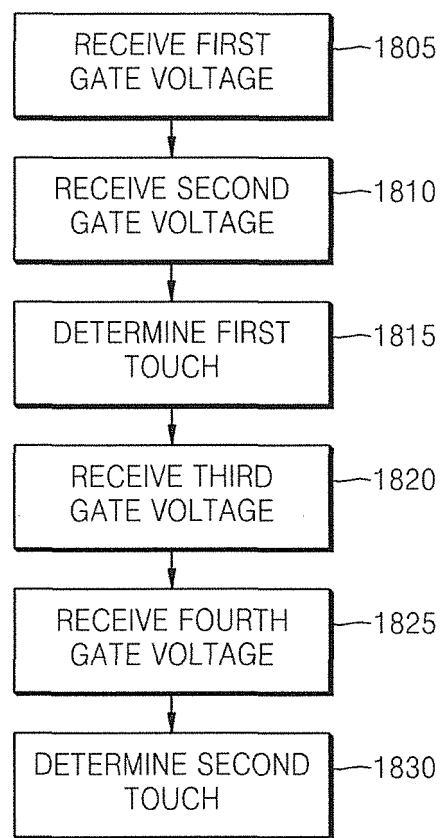 RECEIVE FIRST
GATE VOLTAGE
1805
RECEIVE SECOND
GATE VOLTAGE
1810
DETERMINE FIRST
TOUCH
1815
RECEIVE THIRD
GATE VOLTAGE
1820
RECEIVE FOURTH
GATE VOLTAGE
1825
DETERMINE SECOND
TOUCH
1830